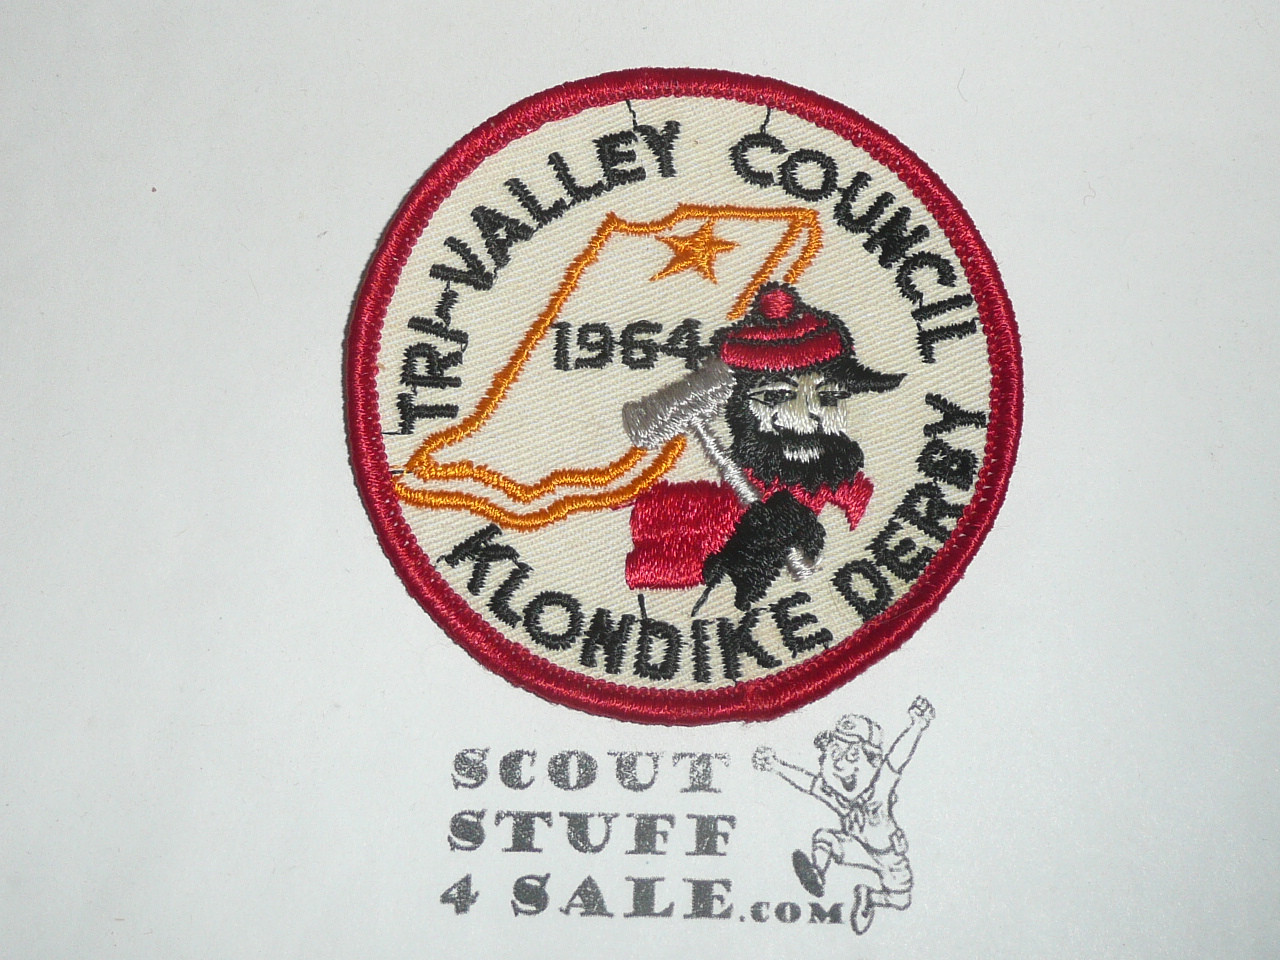 TRI-VALLEY COUNCIL
1964
KLONDIKE DERBY
SCOUT
STUFF
4 SALE.COM